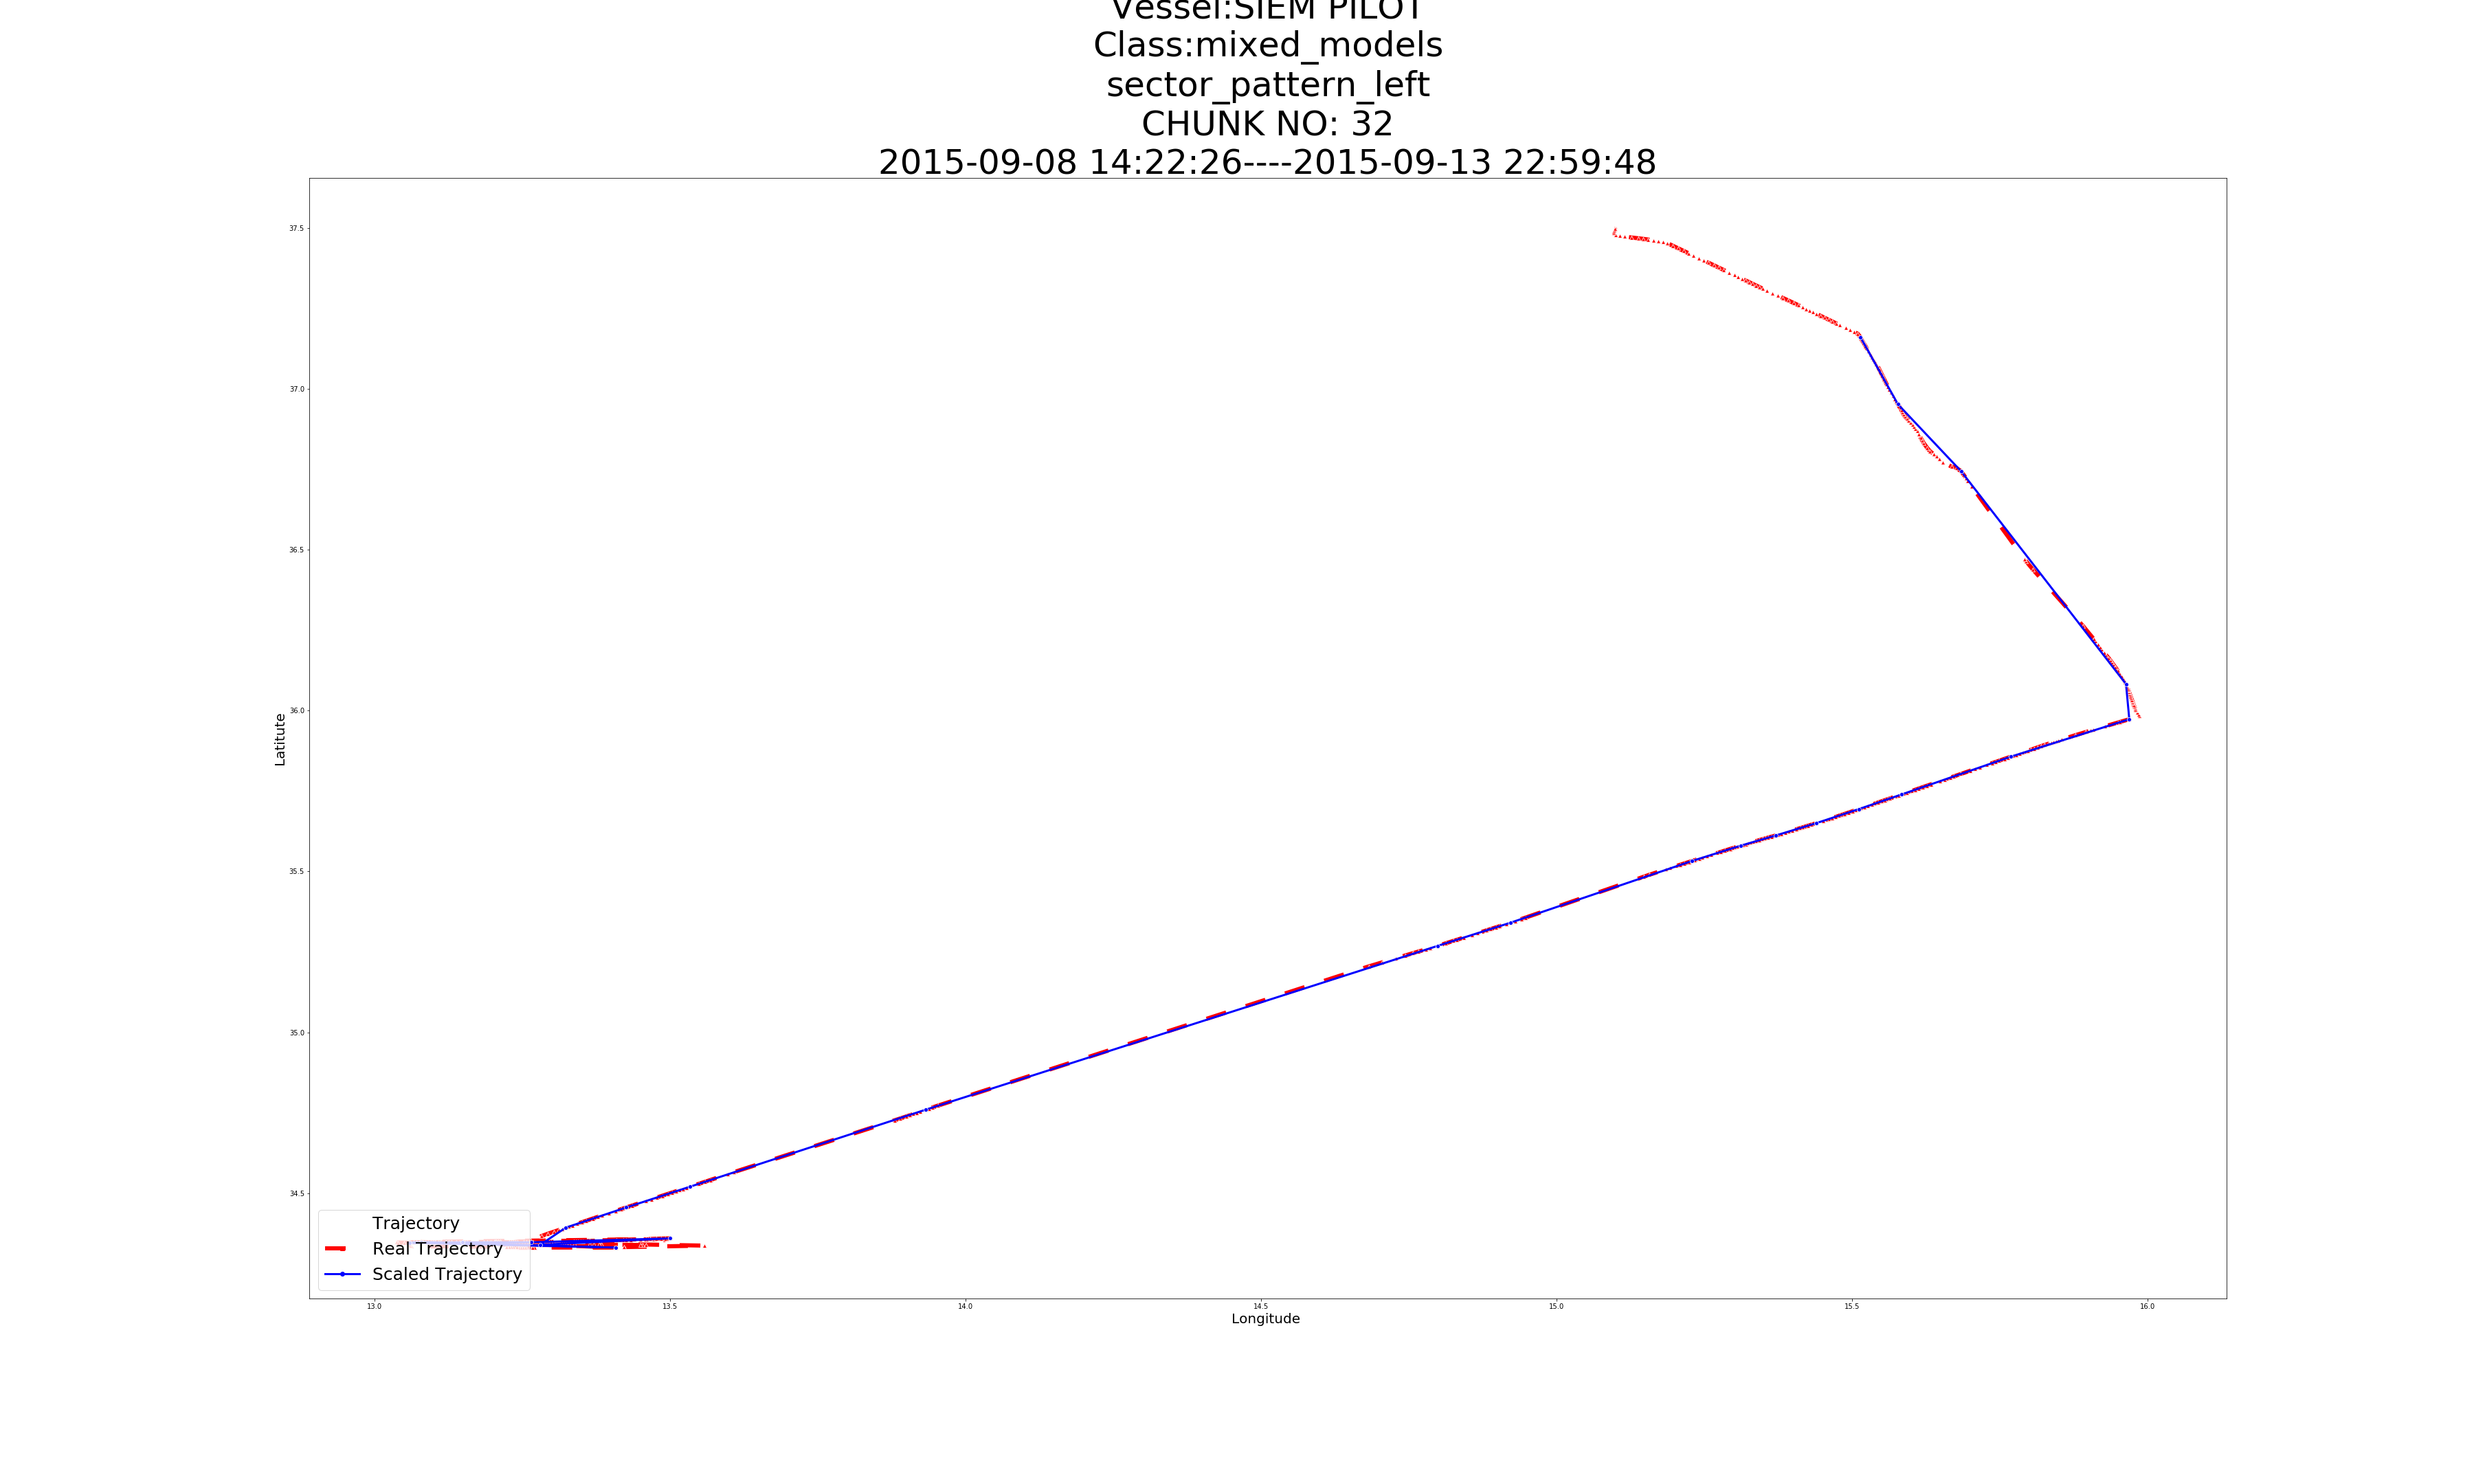 Vessel:SIEM PILOT
Class:mixed_models
sector_pattern_left
CHUNK NO: 32
2015-09-08 14:22:26----2015-09-13 22:59:48
37.5
37.0
36.5
36.0
35.5
35.0
34.5
Latitute
Trajectory
Real Trajectory
Scaled Trajectory
13.0 13.5 14.0 14.5 15.0 15.5 16.0
Longitude